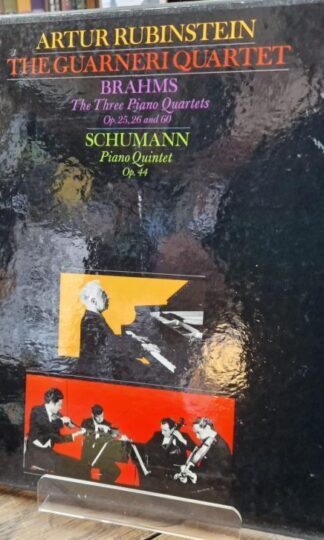 ARTUR RUBINSTEIN
THE GUARNERI QUARTET
BRAHMS
The Three Piano Quartets
Op. 25, 26 and 60
SCHUMANN
Piano Quintet
Op. 44